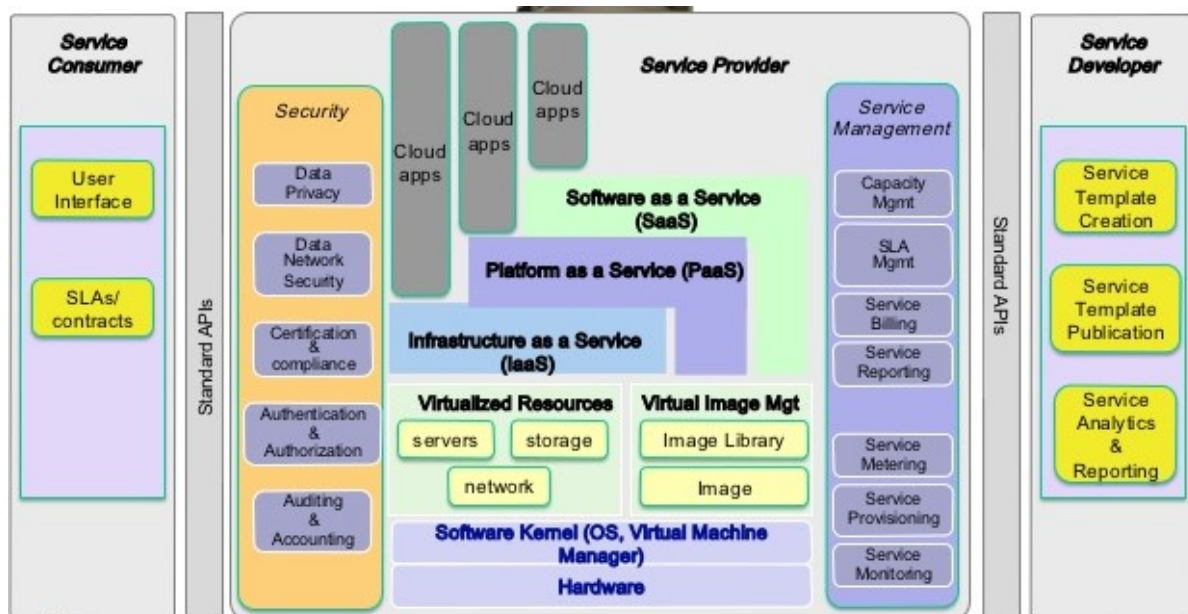 Service
Consumer
User
Interface
SLAs/
contracts
Standard APIs
Service Provider
Security
Data
Privacy
Data
Network
Security
Certification
&
compliance
Authentication
&
Authorization
Auditing
&
Accounting
Cloud
apps
Cloud
apps
Cloud
apps
Software as a Service
(SaaS)
Platform as a Service (PaaS)
Infrastructure as a Service
(IaaS)
Virtualized Resources
servers
storage
network
Virtual Image Mgt
Image Library
Image
Software Kernel (OS, Virtual Machine
Manager)
Hardware
Service
Management
Capacity
Mgmt
SLA
Mgmt
Service
Billing
Service
Reporting
Service
Metering
Service
Provisioning
Service
Monitoring
Standard APIs
Service
Developer
Service
Template
Creation
Service
Template
Publication
Service
Analytics
&
Reporting